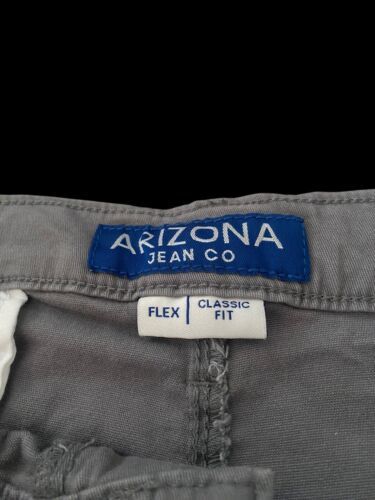 ARIZONA
JEAN CO
FLEX
CLASSIC
FIT